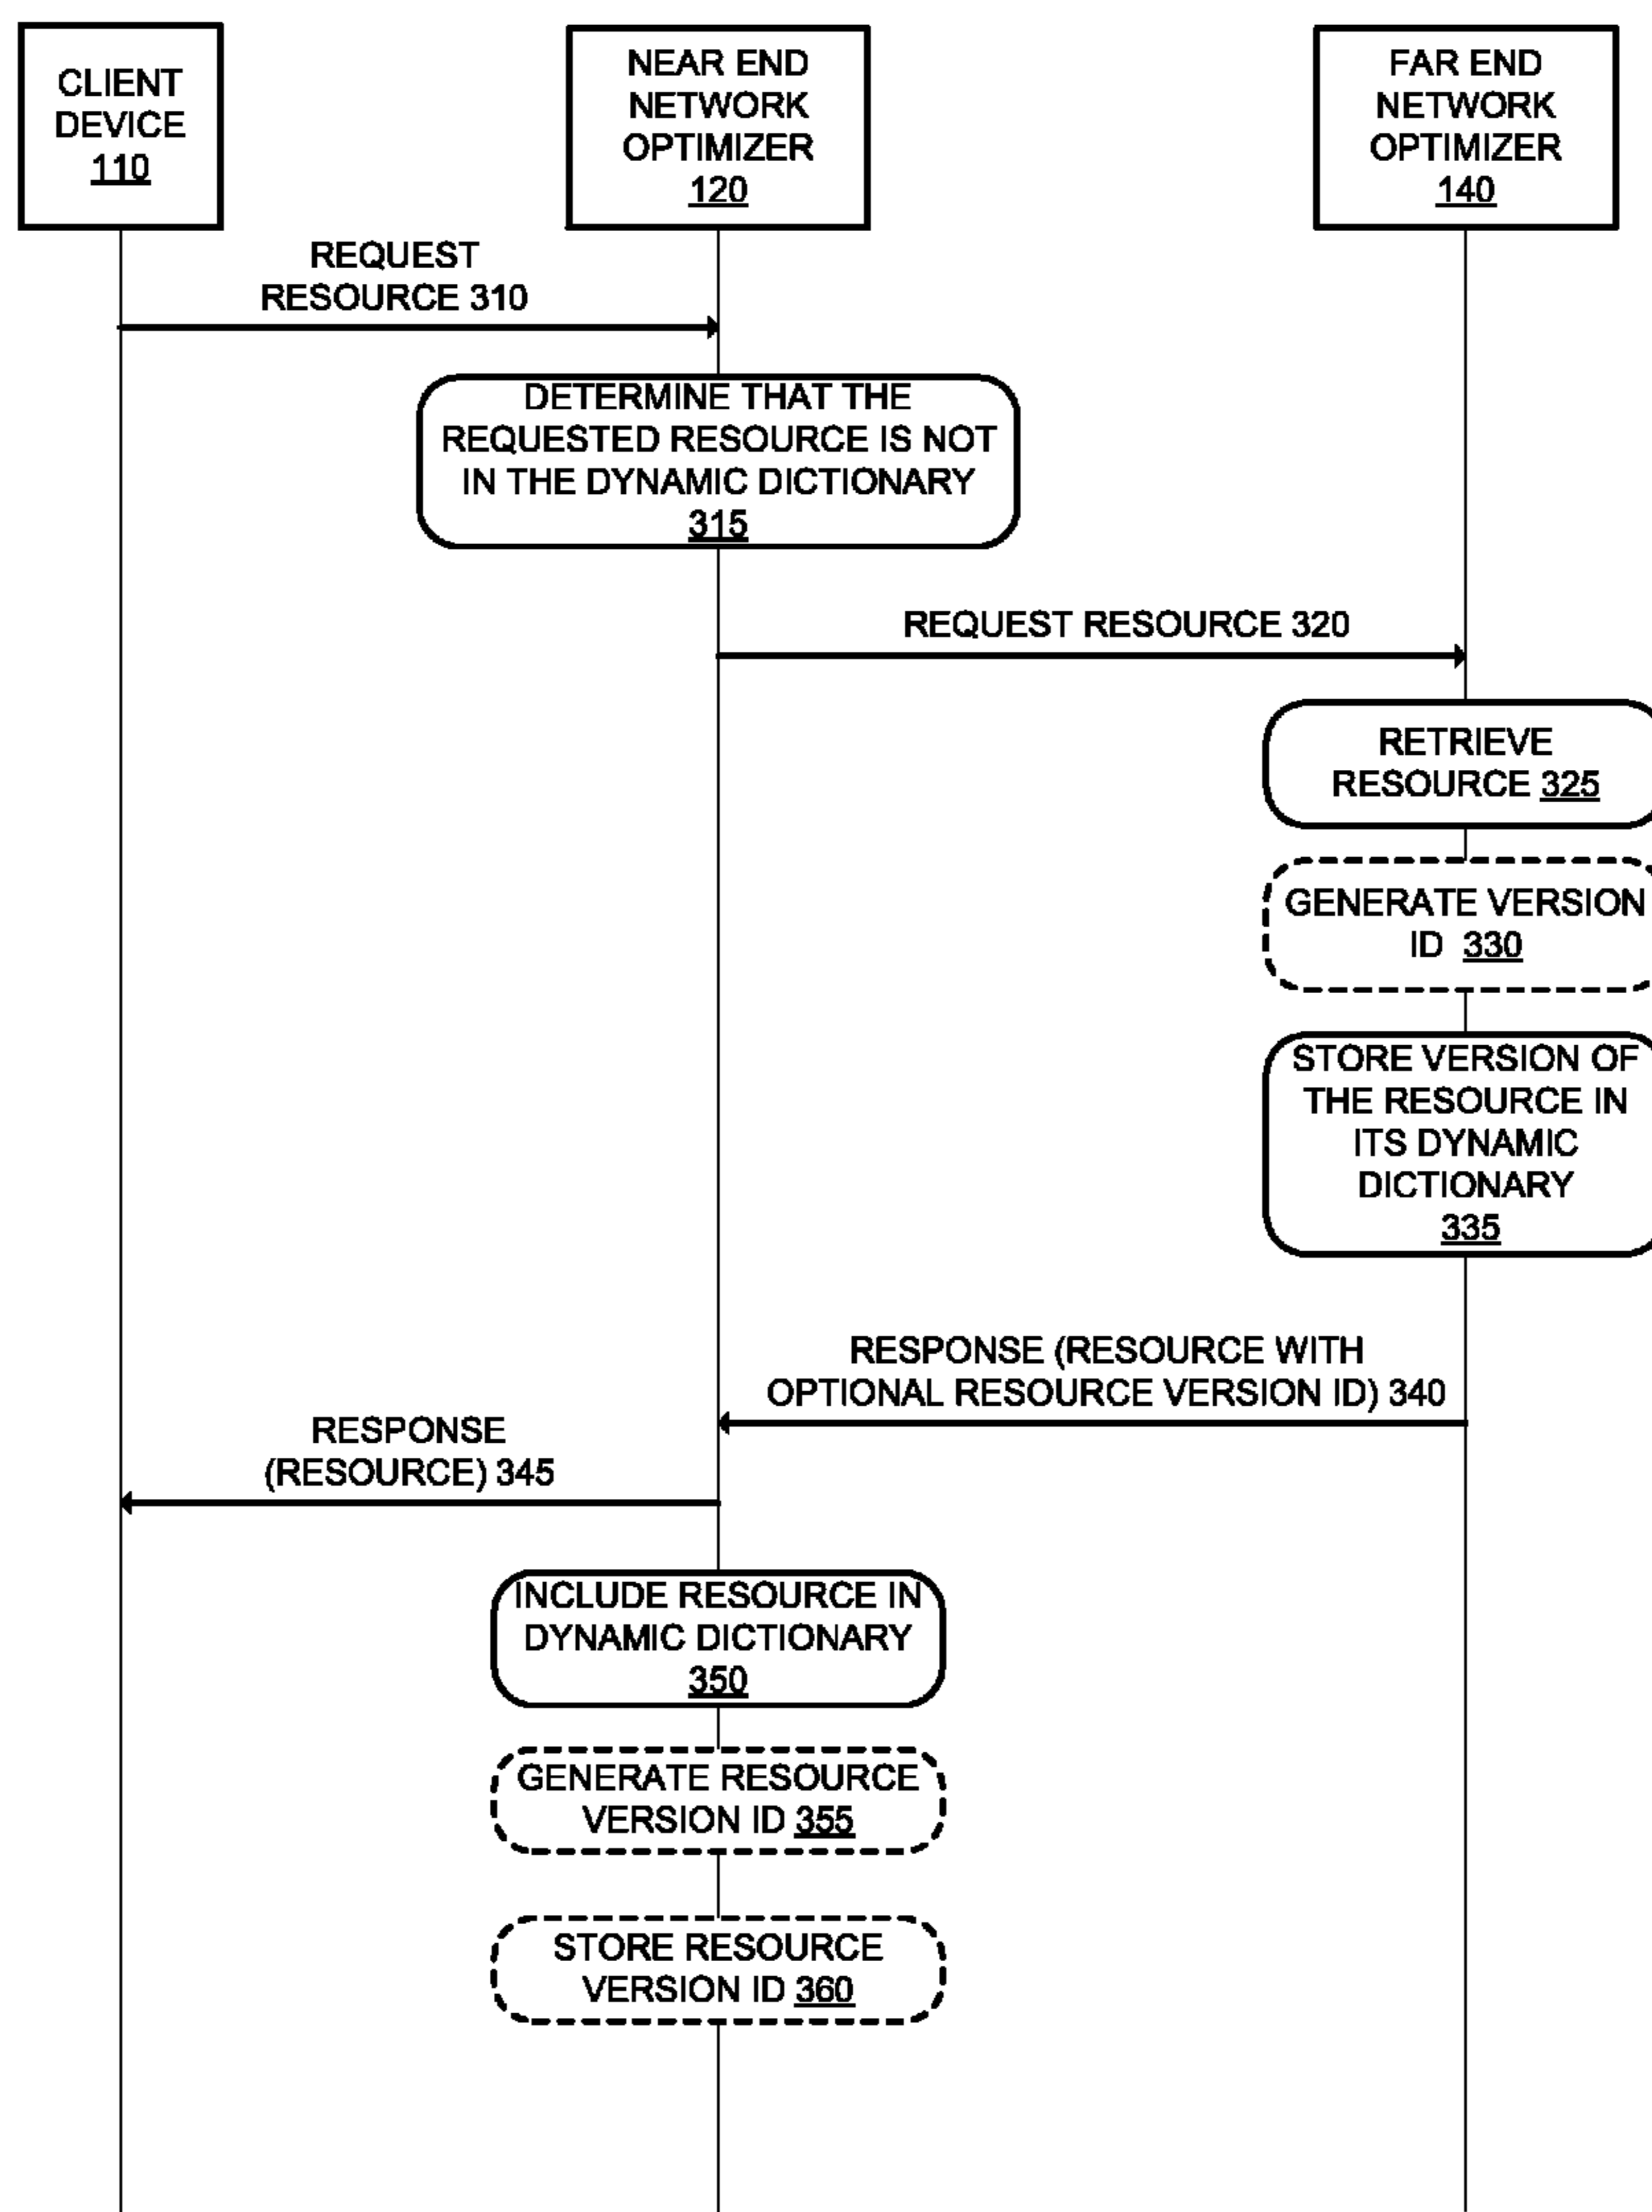 CLIENT
DEVICE
110
NEAR END
NETWORK
OPTIMIZER
120
FAR END
NETWORK
OPTIMIZER
140
REQUEST
RESOURCE 310
DETERMINE THAT THE
REQUESTED RESOURCE IS NOT
IN THE DYNAMIC DICTIONARY
315
REQUEST RESOURCE 320
RETRIEVE
RESOURCE 325
GENERATE VERSION
ID 330
STORE VERSION OF
THE RESOURCE IN
ITS DYNAMIC
DICTIONARY
335
RESPONSE (RESOURCE WITH
OPTIONAL RESOURCE VERSION ID) 340
RESPONSE
(RESOURCE) 345
INCLUDE RESOURCE IN
DYNAMIC DICTIONARY
350
GENERATE RESOURCE
VERSION ID 355
STORE RESOURCE
VERSION ID 360